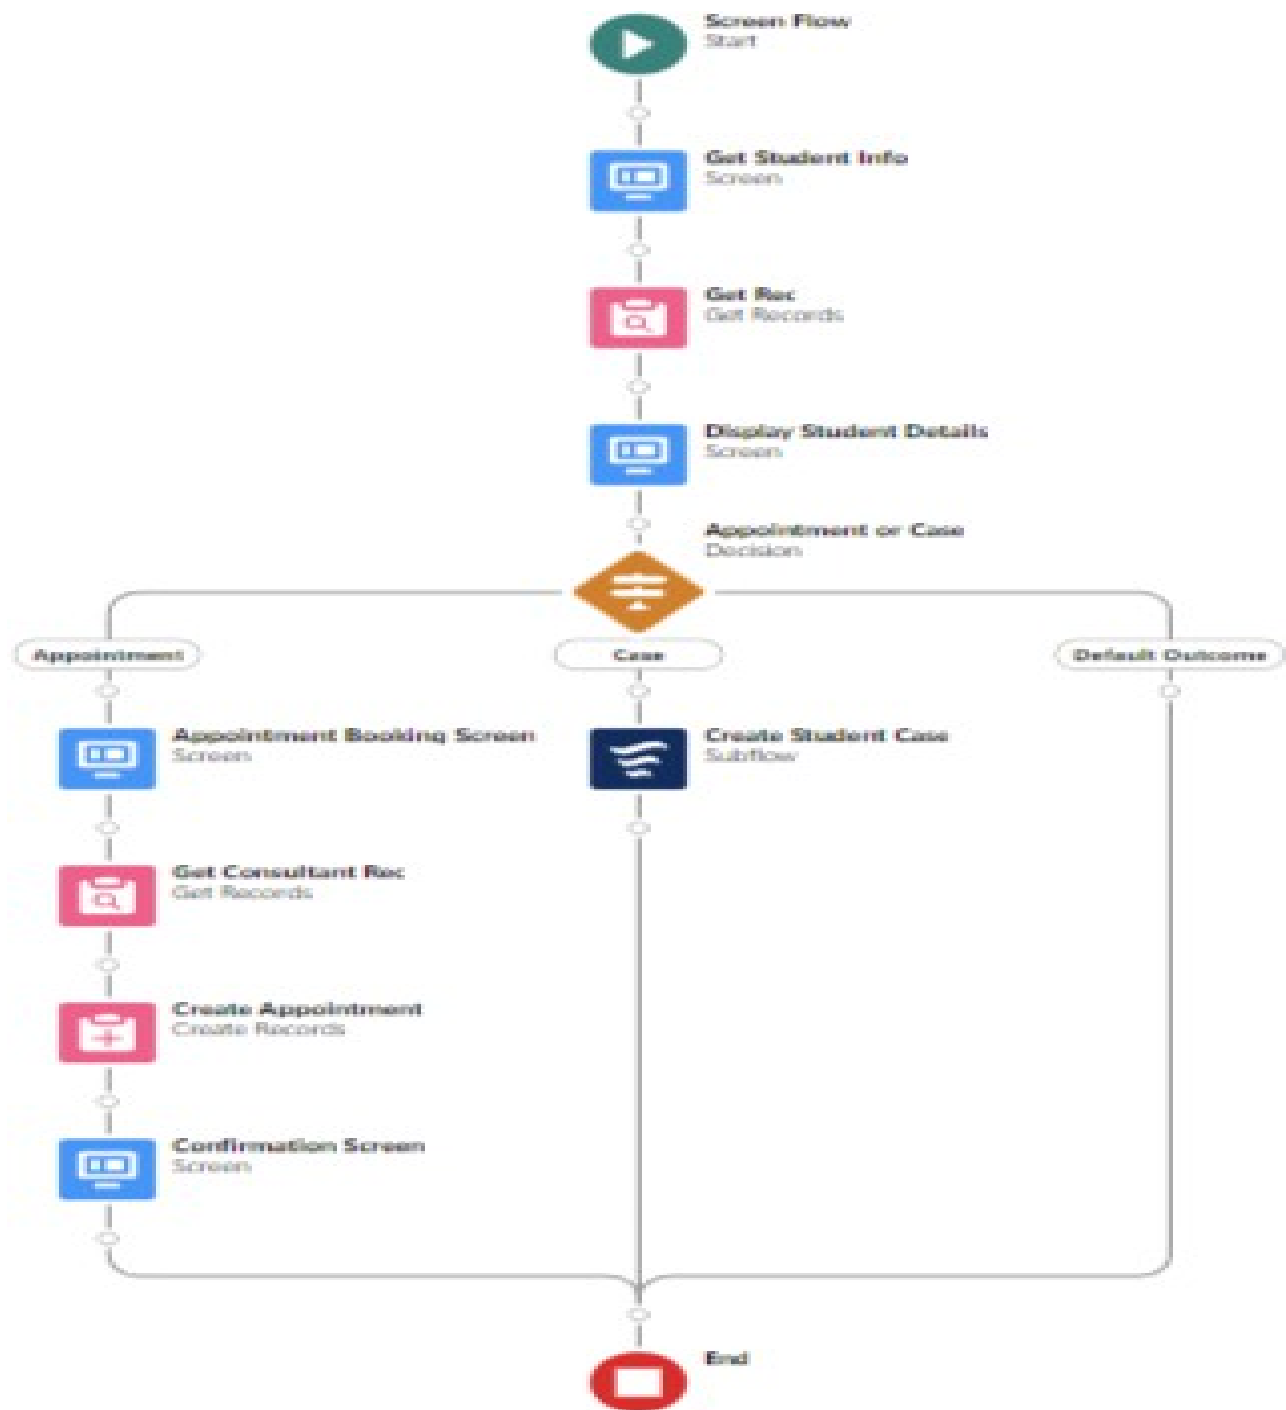 Screen Flow
Start
Get Student Info
Screen
Get Rec
Get Records
Display Student Details
Screen
Appointment or Case
Decision
Appointment
Case
Default Outcome
Appointment Booking Screen
Screen
Create Student Case
Subflow
Get Consultant Rec
Get Records
Create Appointment
Create Records
Confirmation Screen
Screen
End